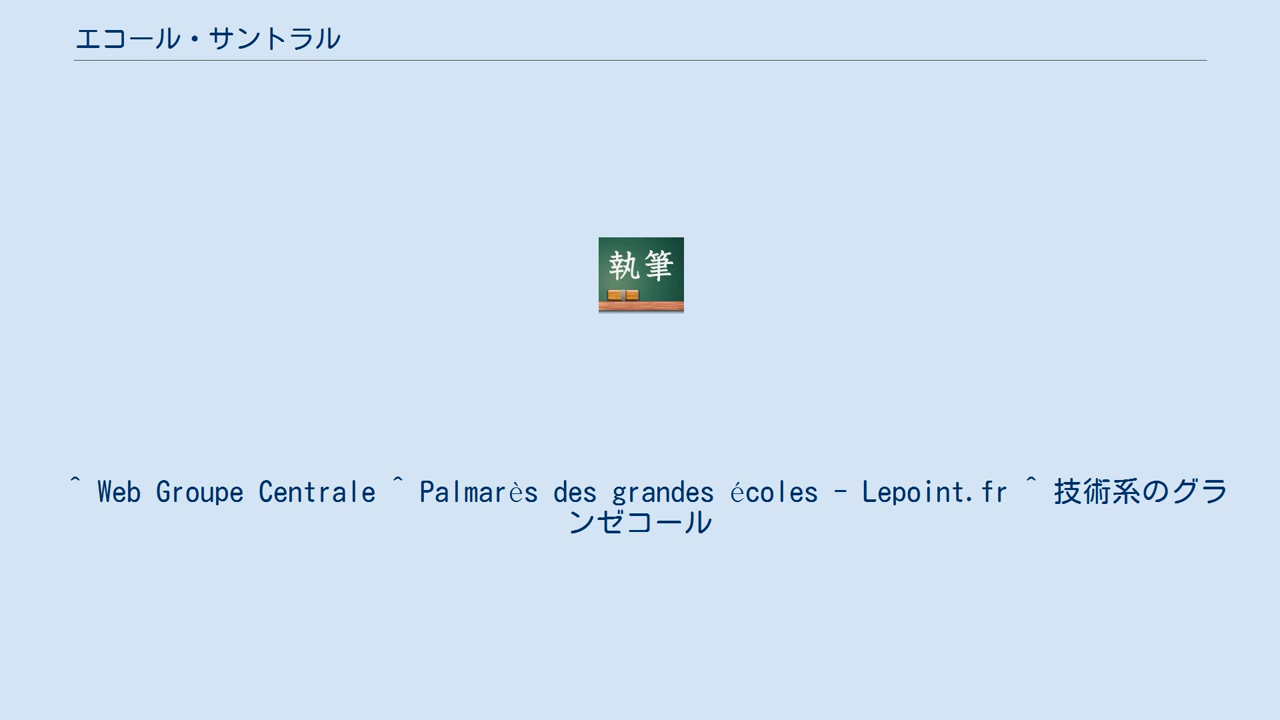 エコール・サントラル
執筆
^ Web Groupe Centrale ^ Palmarès des grandes écoles - Lepoint.fr ^ 技術系のグラ
ンゼコール